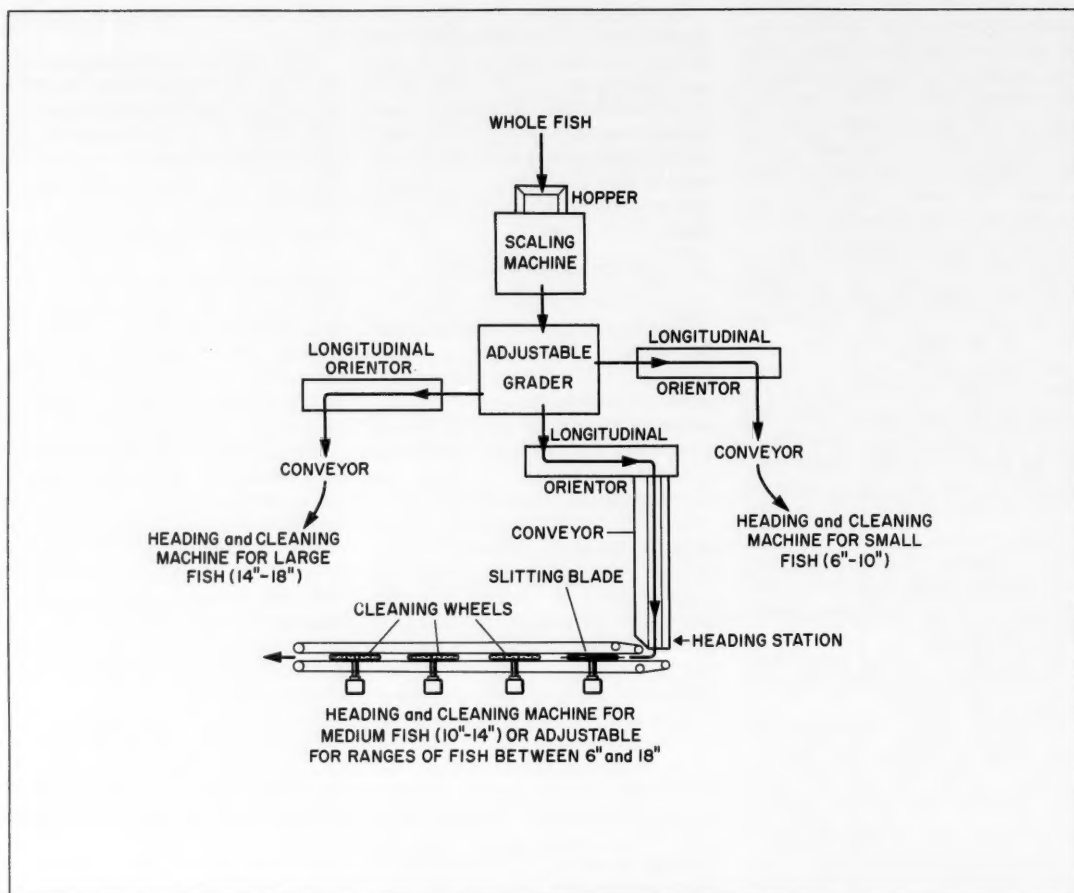 WHOLE FISH
HOPPER
SCALING
MACHINE
ADJUSTABLE
GRADER
LONGITUDINAL
ORIENTOR
CONVEYOR
HEADING and CLEANING
MACHINE FOR LARGE
FISH (14"-18")
LONGITUDINAL
ORIENTOR
CONVEYOR
HEADING and CLEANING
MACHINE FOR SMALL
FISH (6"-10")
LONGITUDINAL
ORIENTOR
CONVEYOR
SLITTING BLADE
CLEANING WHEELS
HEADING STATION
HEADING and CLEANING MACHINE FOR
MEDIUM FISH (10"-14") OR ADJUSTABLE
FOR RANGES OF FISH BETWEEN 6" and 18"